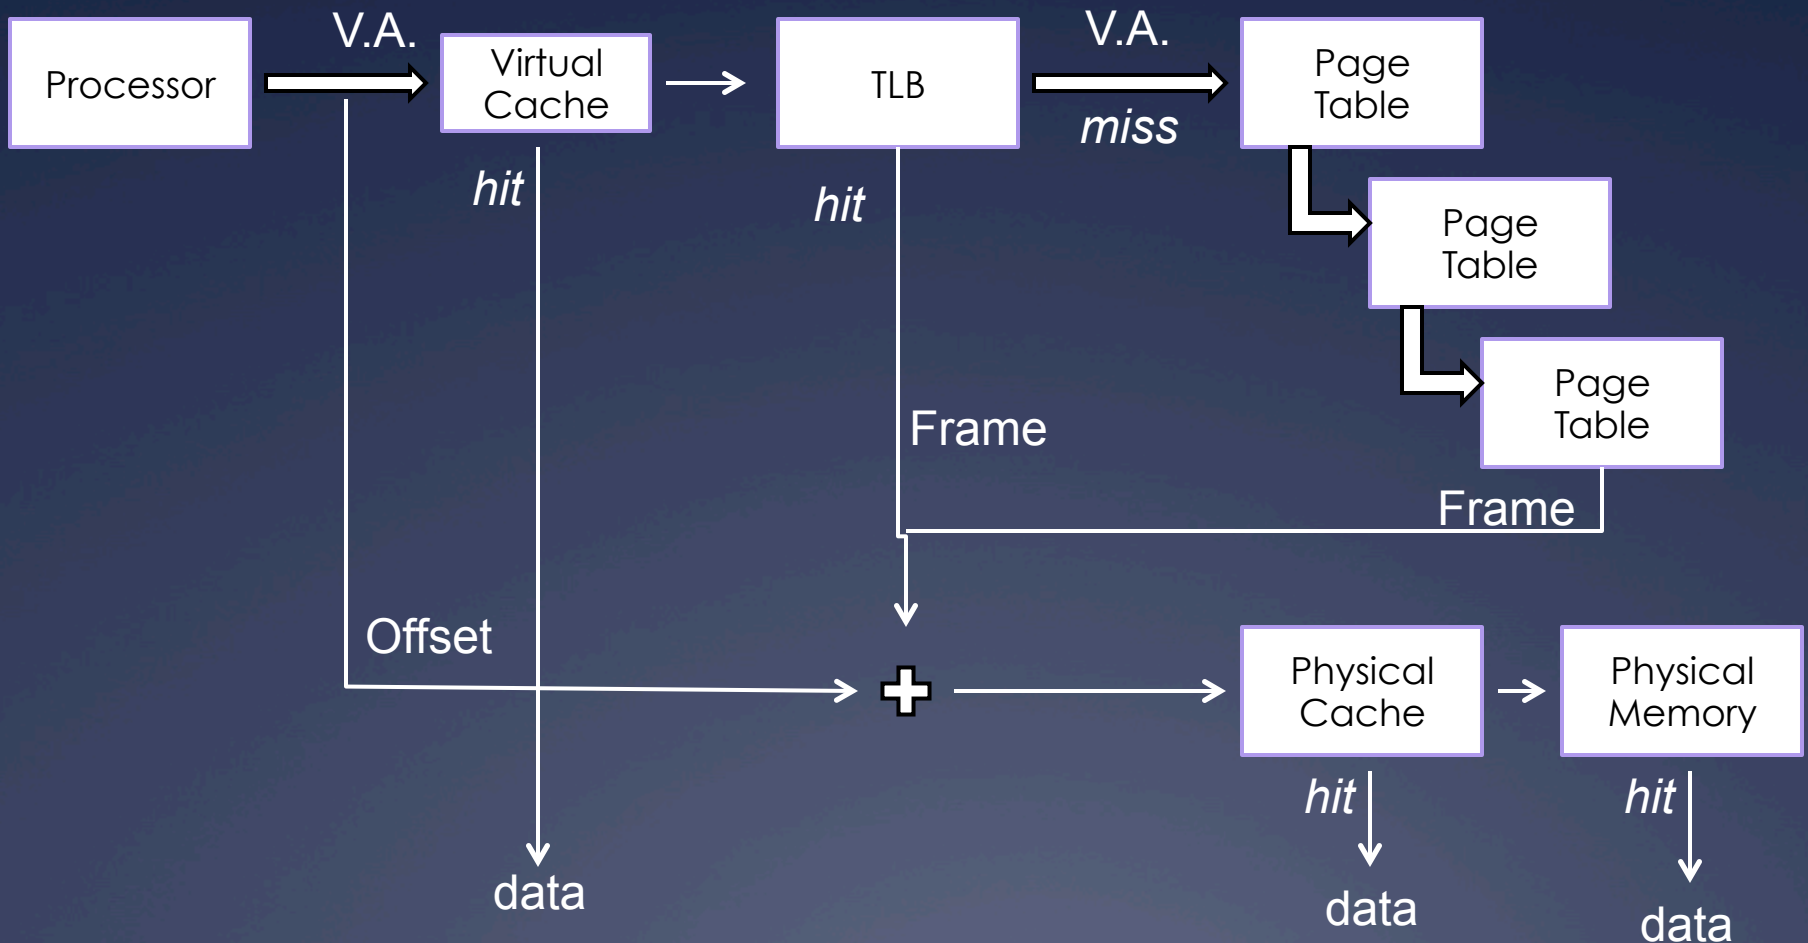 V.A.
V.A.
Processor
Virtual
Cache
TLB
Page
Table
miss
hit
hit
Page
Table
Page
Table
Frame
Frame
Offset
Physical
Cache
Physical
Memory
hit
hit
data
data
data